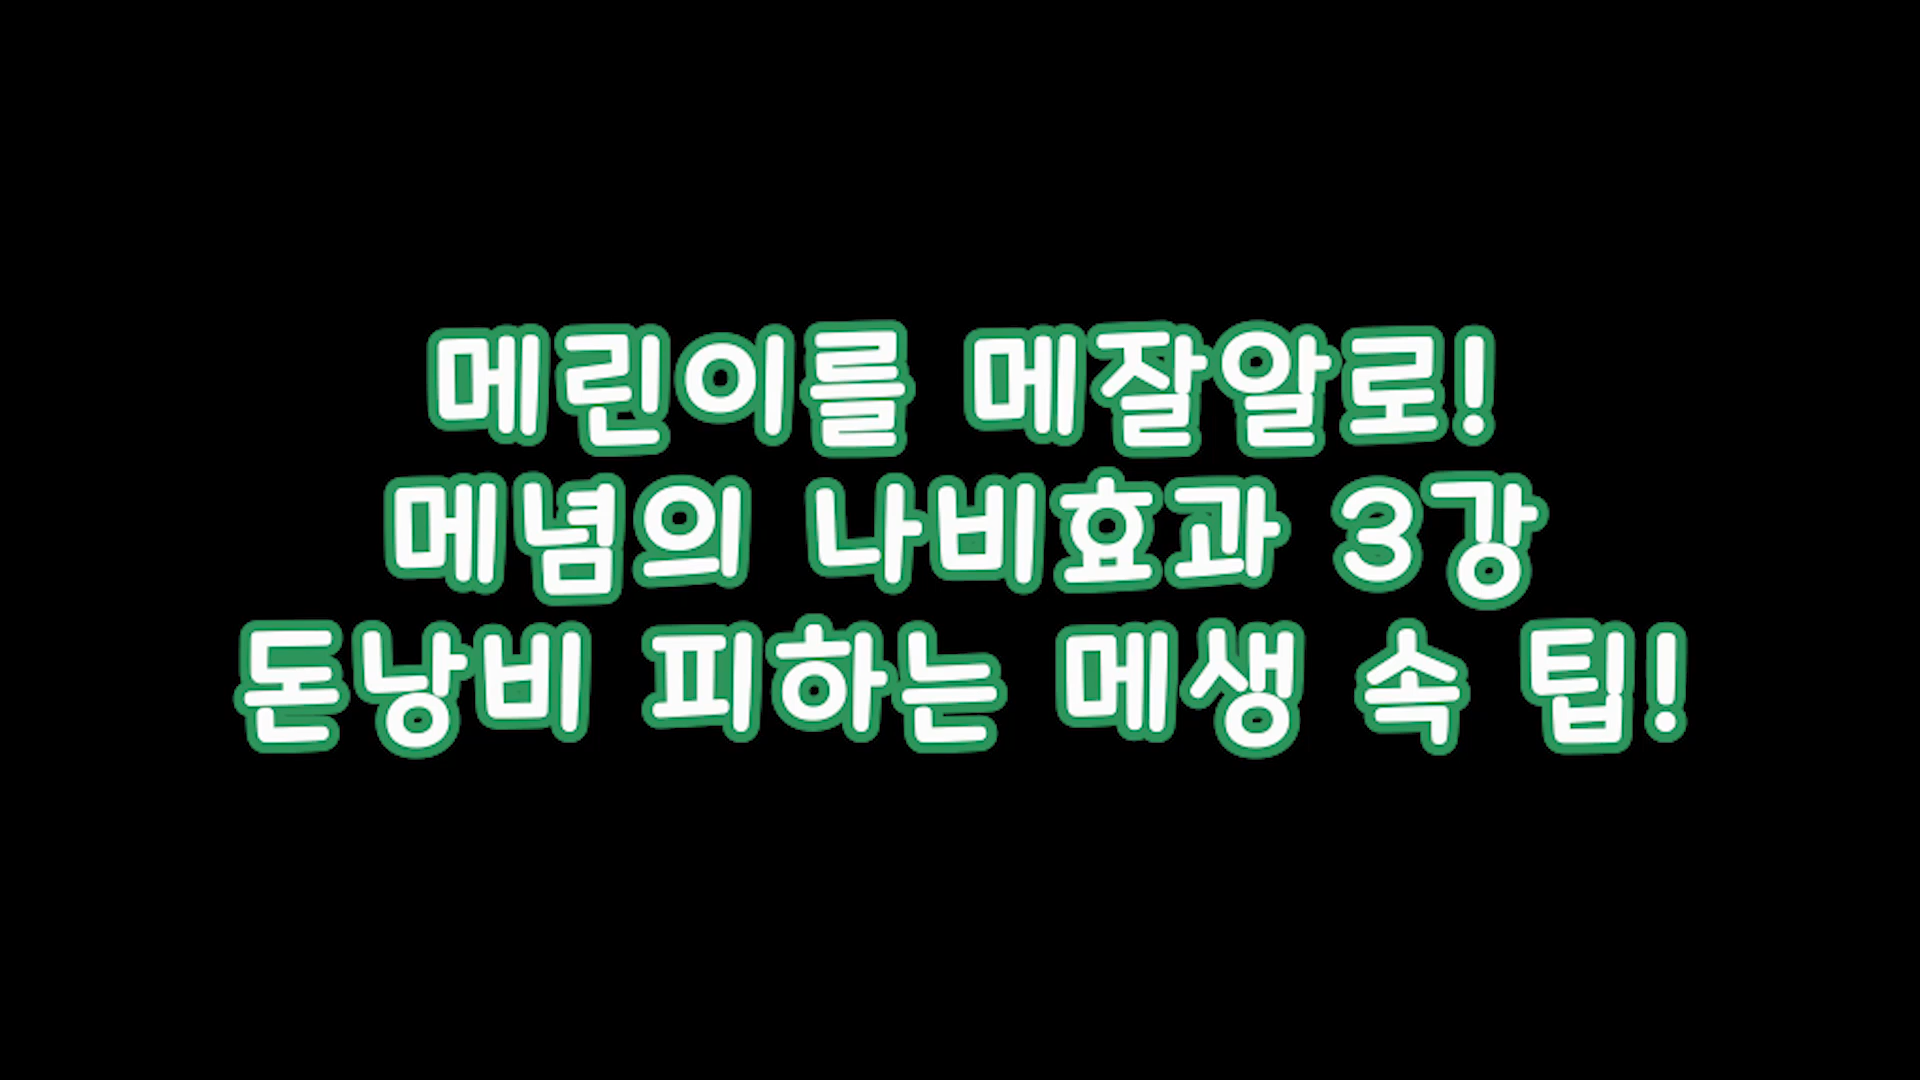 메린이를 메잘알로!
메념의 나비효과 3강
돈낭비 피하는 메생 속 팁!